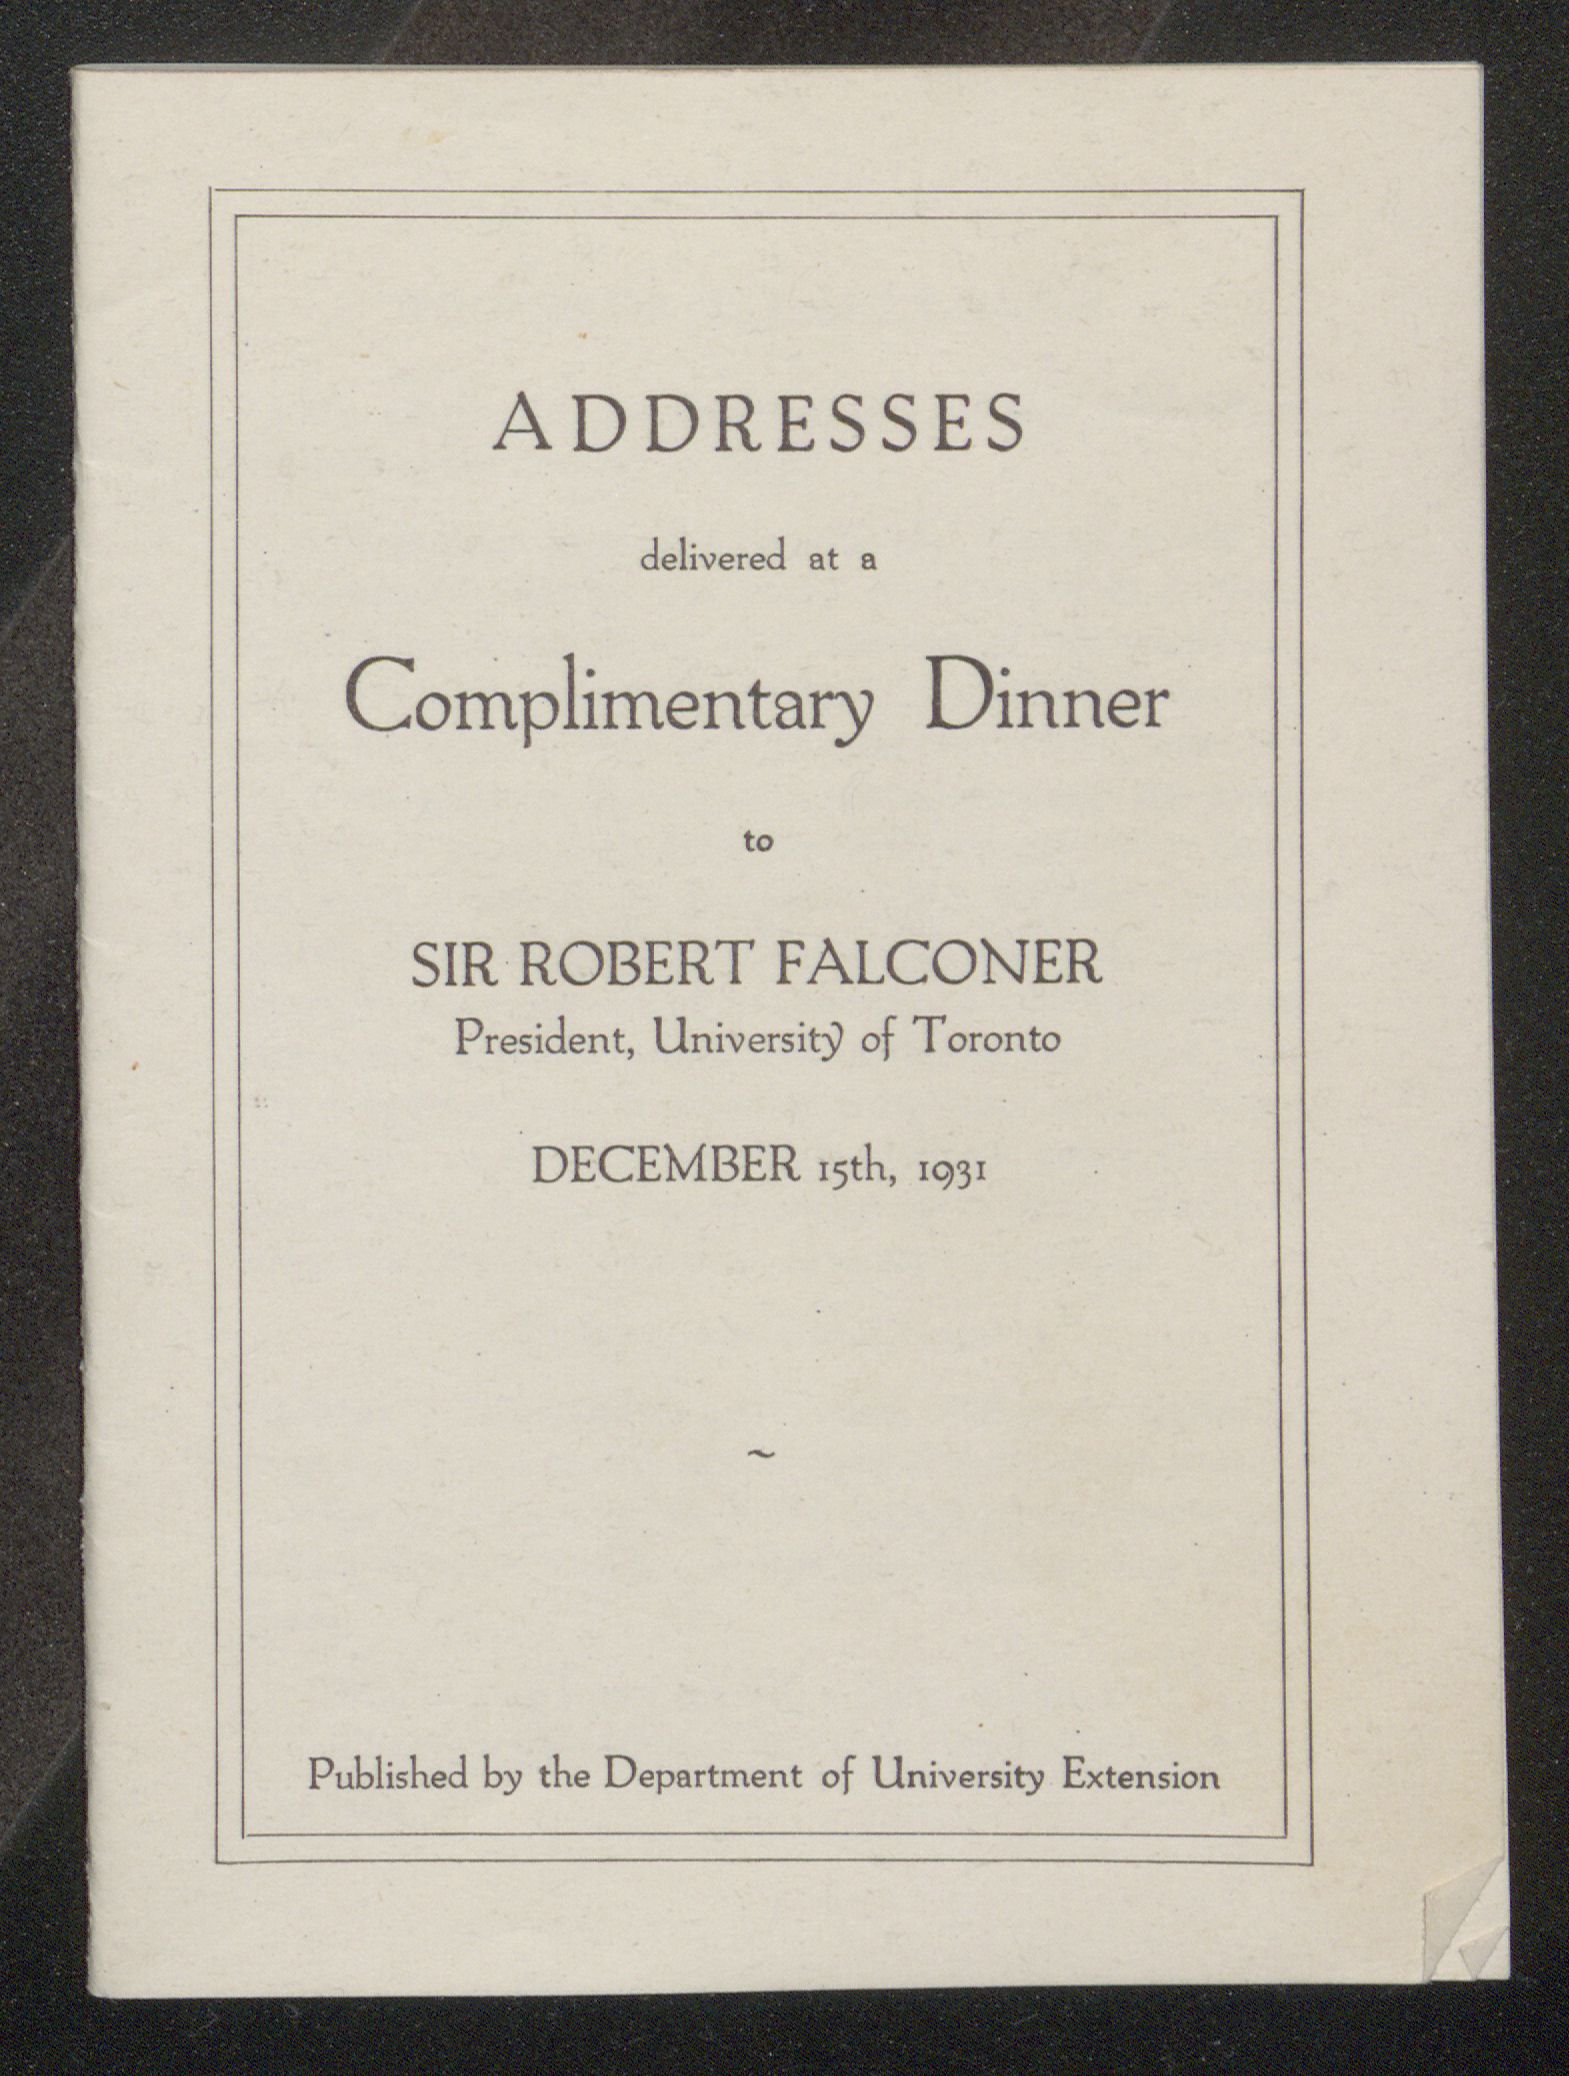 ADDRESSES
delivered at a
Complimentary Dinner
to
SIR ROBERT FALCONER
President, University of Toronto
DECEMBER 15th, 1931
~
Published by the Department of University Extension